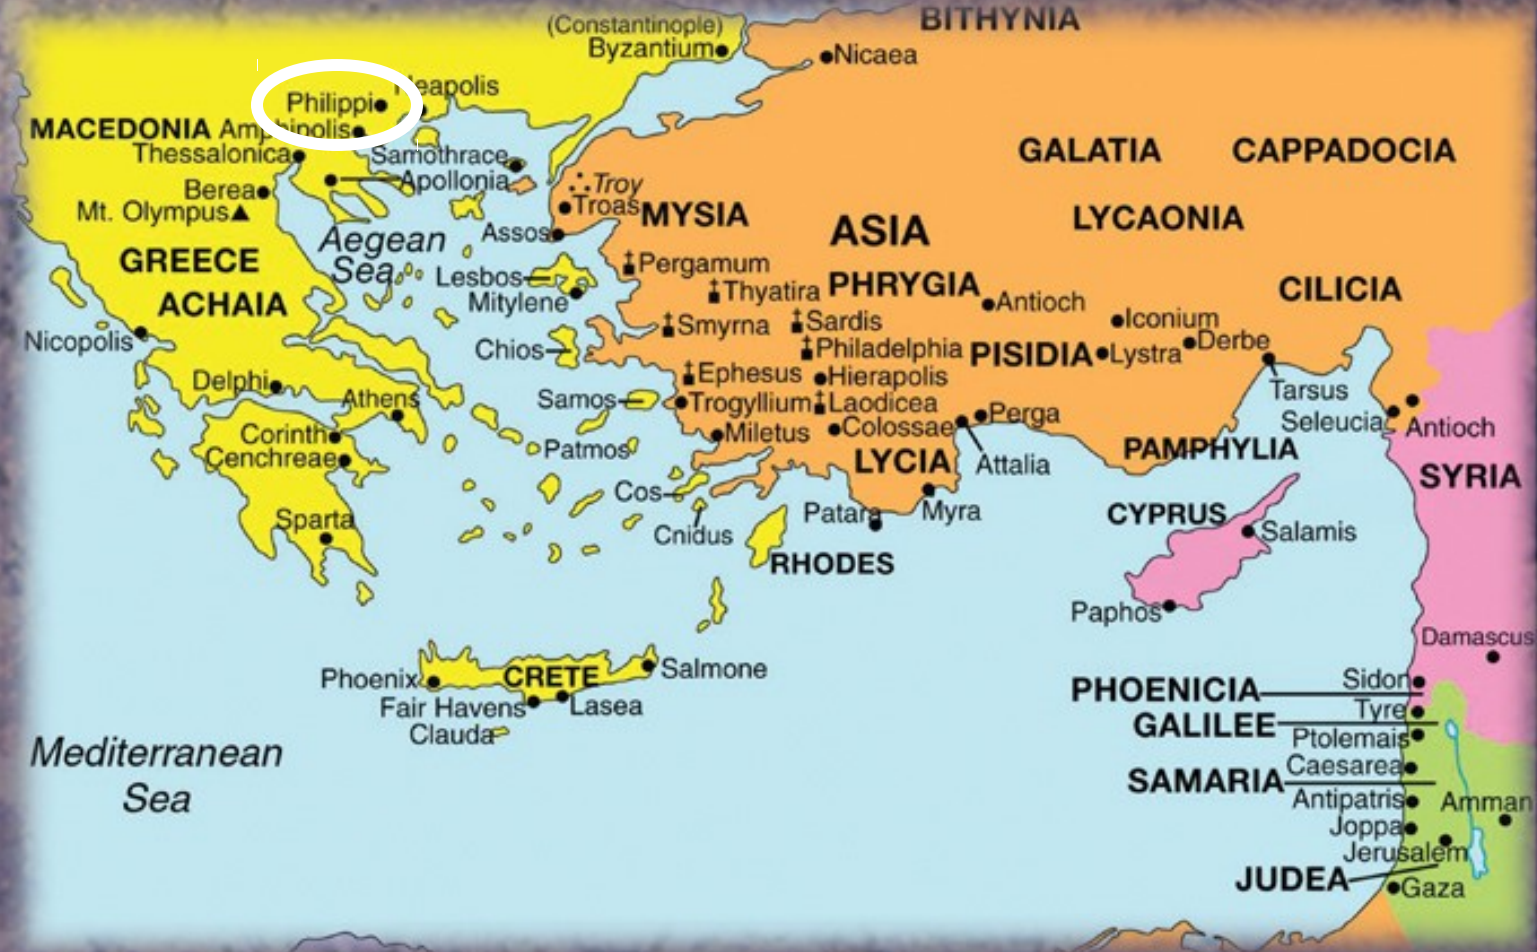 BITHYNIA
(Constantinople)
Byzantium
Nicaea
Neapolis
Philippi
MACEDONIA
Amphipolis
Thessalonica
Samothrace
Apollonia
Berea
Mt. Olympus
Troy
Troas
MYSIA
GALATIA
CAPPADOCIA
LYCAONIA
ASIA
Assos
Aegean
Sea
GREECE
ACHAIA
Lesbos
Mitylene
Pergamum
Thyatira
PHRYGIA
Antioch
CILICIA
Nicopolis
Chios
Smyrna
Sardis
Philadelphia
PISIDIA
Iconium
Lystra
Derbe
Delphi
Athens
Samos
Ephesus
Hierapolis
Trogyllium
Laodicea
Perga
Tarsus
Seleucia
Antioch
Corinth
Cenchreae
Patmos
Miletus
Colossae
LYCIA
Attalia
PAMPHYLIA
SYRIA
Sparta
Cos
Cnidus
Patara
Myra
RHODES
CYPRUS
Salamis
Paphos
Damascus
Phoenix
CRETE
Salmone
Fair Havens
Lasea
Clauda
Mediterranean
Sea
PHOENICIA
Sidon
Tyre
GALILEE
Ptolemais
Caesarea
SAMARIA
Antipatris
Amman
Joppa
Jerusalem
JUDEA
Gaza